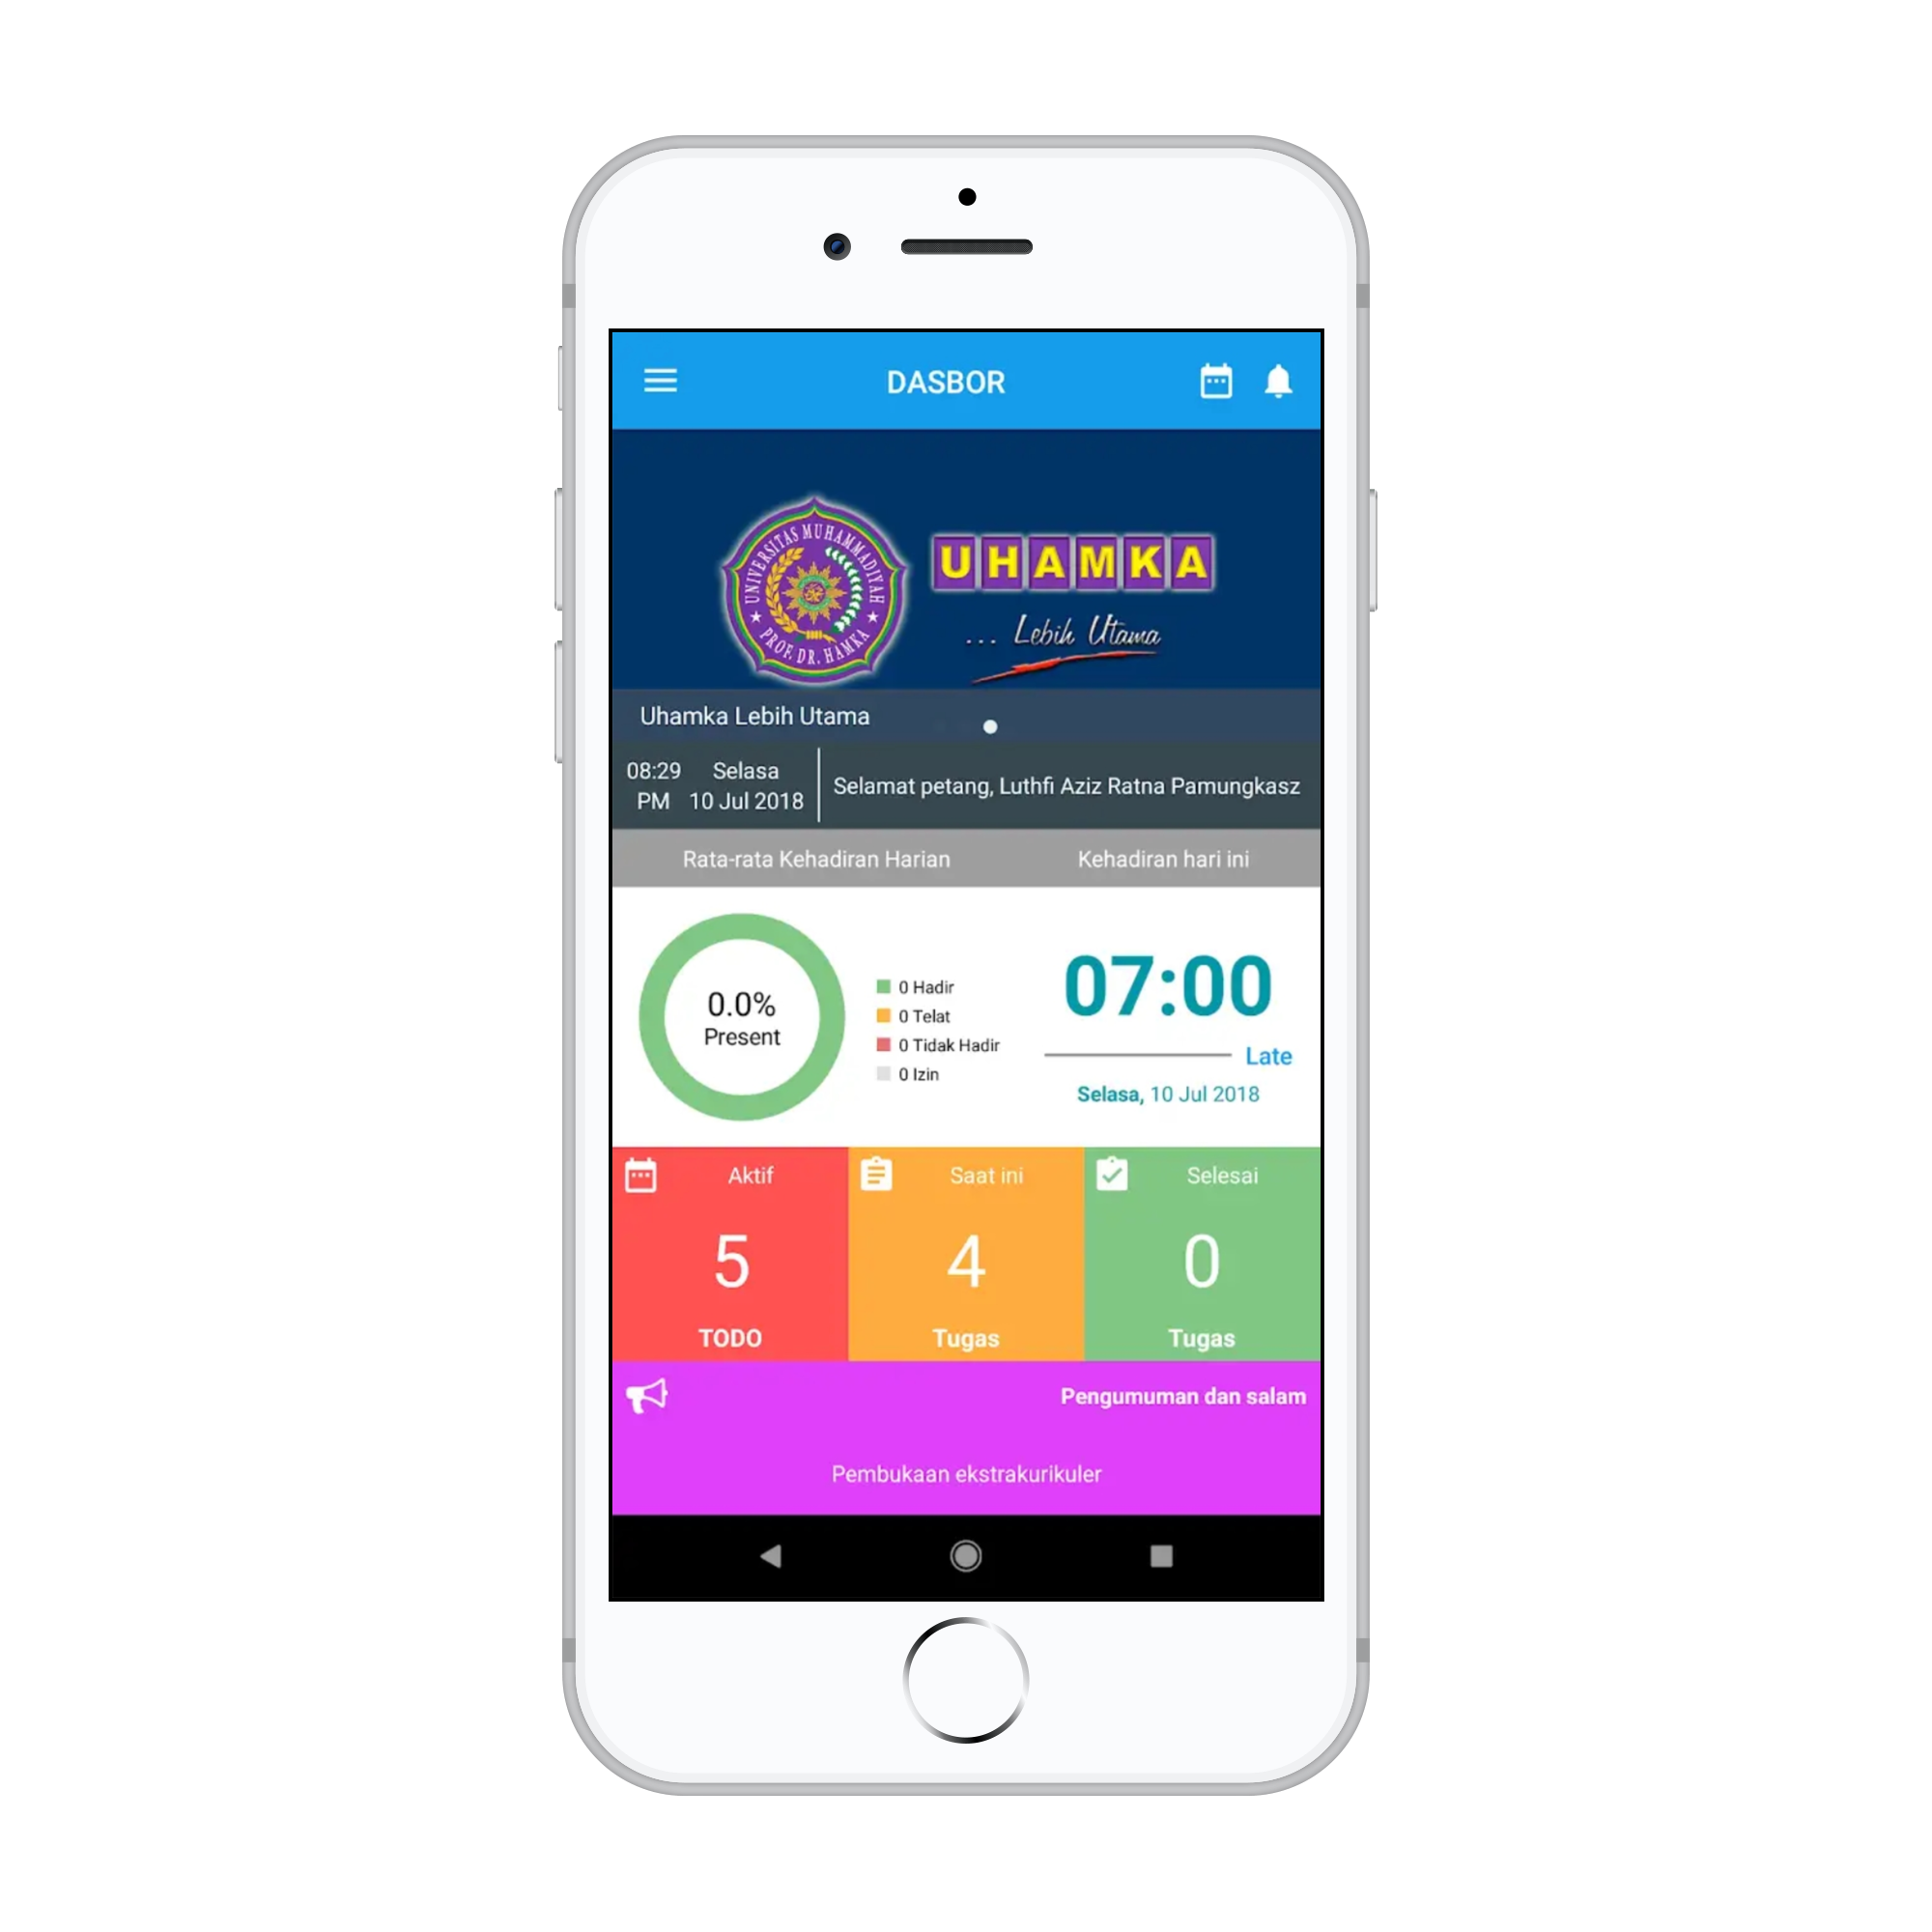 DASBOR
UNIVERSITAS MUHAMMADIYAH
PROF. DR. HAMKA
UHAMKA
... Lebih Utama
Uhamka Lebih Utama
08:29 PM
Selasa 10 Jul 2018
Selamat petang, Luthfi Aziz Ratna Pamungkasz
Rata-rata Kehadiran Harian
Kehadiran hari ini
0.0%
Present
0 Hadir
0 Telat
0 Tidak Hadir
0 Izin
07:00
Late
Selasa, 10 Jul 2018
Aktif
5
TODO
Saat ini
4
Tugas
Selesai
0
Tugas
Pengumuman dan salam
Pembukaan ekstrakurikuler